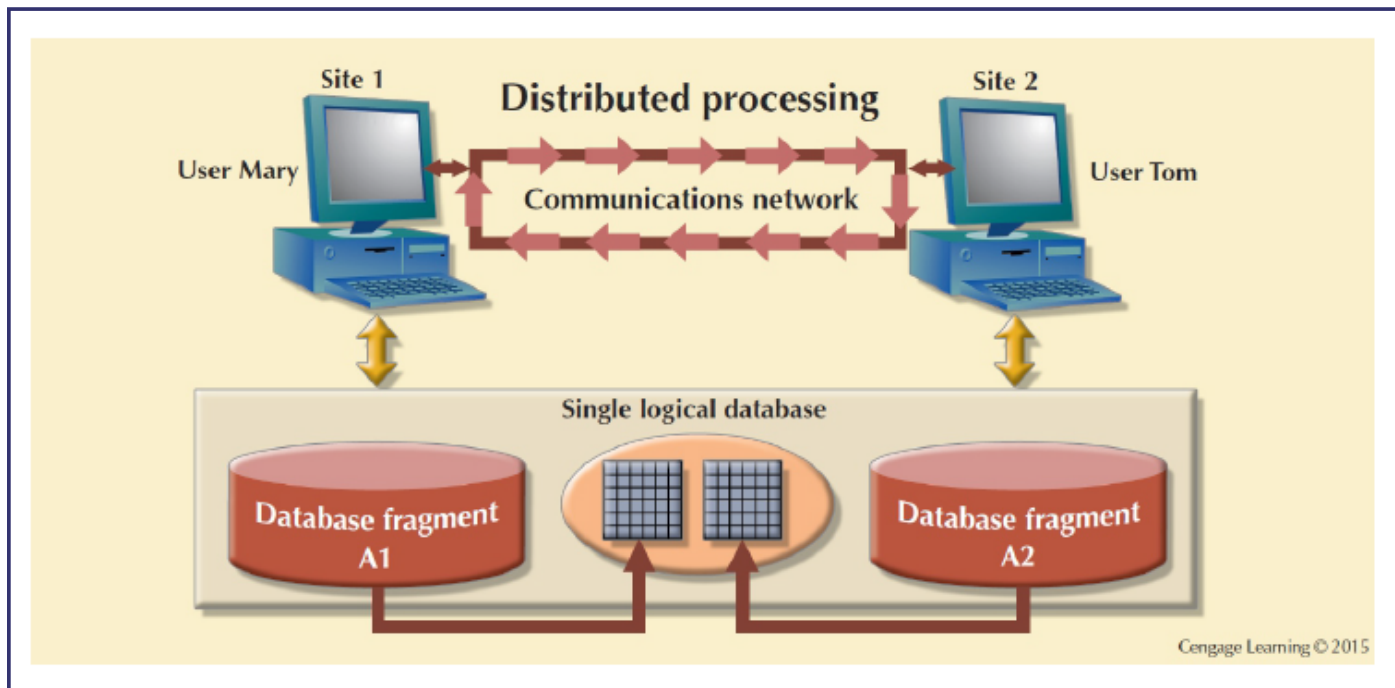 Site 1
Distributed processing
Site 2
User Mary
User Tom
Communications network
Single logical database
Database fragment
A1
Database fragment
A2
Cengage Learning © 2015